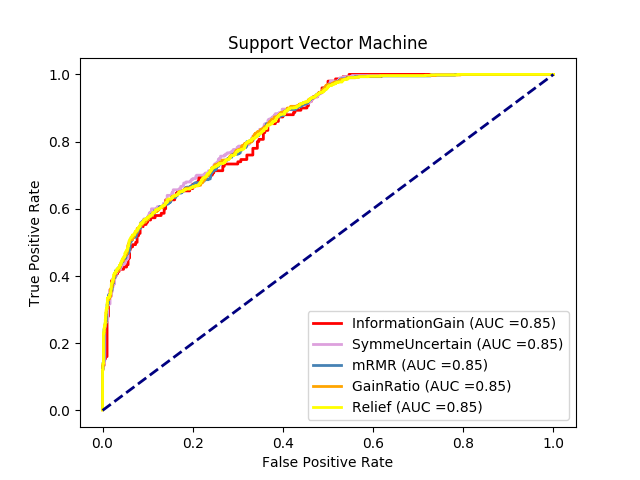 Support Vector Machine
True Positive Rate
1.0
0.8
0.6
0.4
0.2
0.0
InformationGain (AUC =0.85)
SymmeUncertain (AUC =0.85)
mRMR (AUC =0.85)
GainRatio (AUC =0.85)
Relief (AUC =0.85)
0.0 0.2 0.4 0.6 0.8 1.0
False Positive Rate